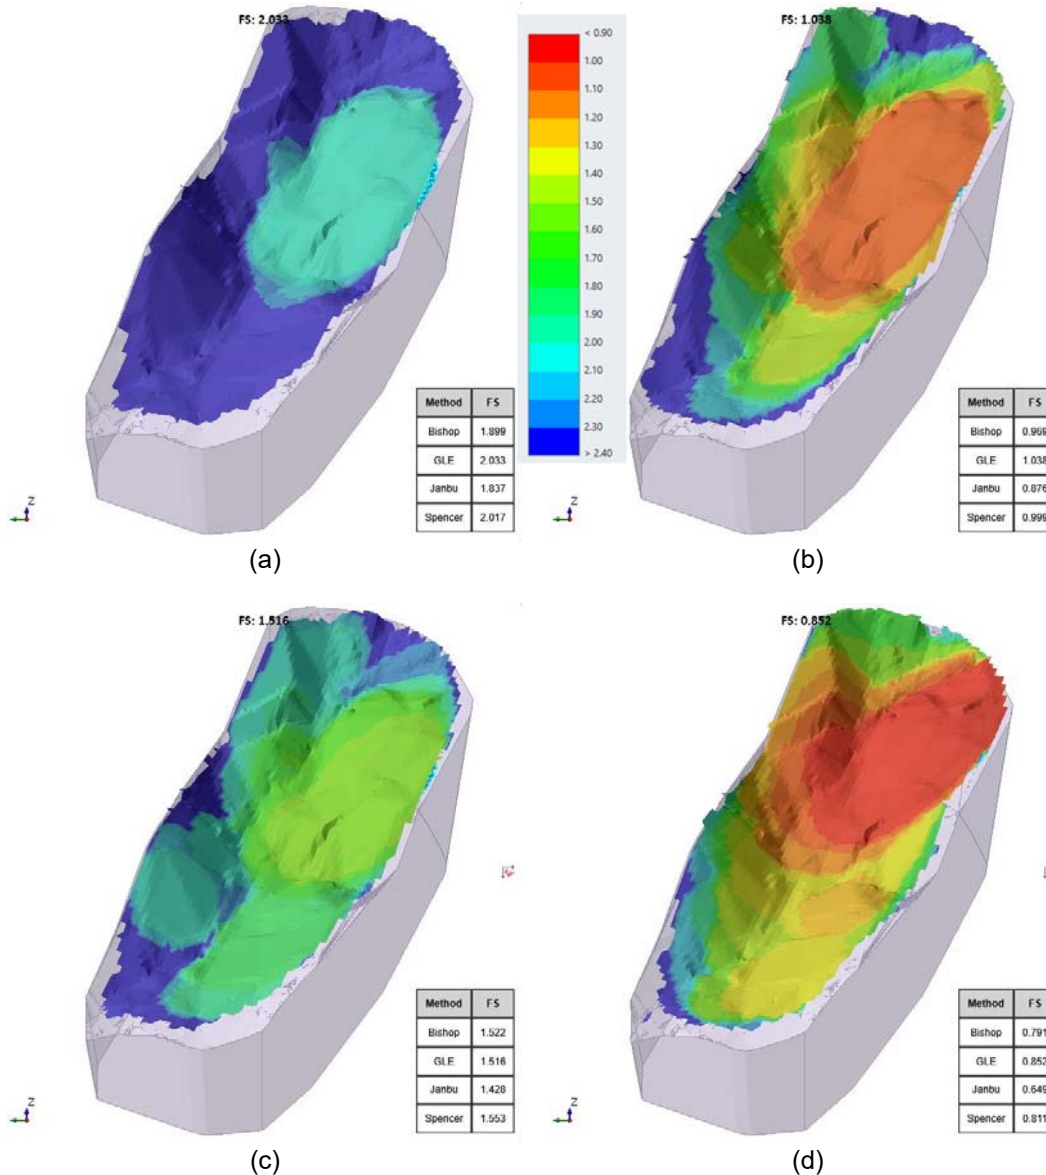 FS: 2.033
Method FS
Bishop 1.899
GLE 2.033
Janbu 1.837
Spencer 2.017
Z
(a)
< 0.90
1.00
1.10
1.20
1.30
1.40
1.50
1.60
1.70
1.80
1.90
2.00
2.10
2.20
2.30
> 2.40
FS: 1.038
Method FS
Bishop 0.969
GLE 1.038
Janbu 0.876
Spencer 0.999
Z
(b)
FS: 1.516
Method FS
Bishop 1.522
GLE 1.516
Janbu 1.428
Spencer 1.553
Z
(c)
FS: 0.852
Method FS
Bishop 0.791
GLE 0.852
Janbu 0.649
Spencer 0.811
Z
(d)